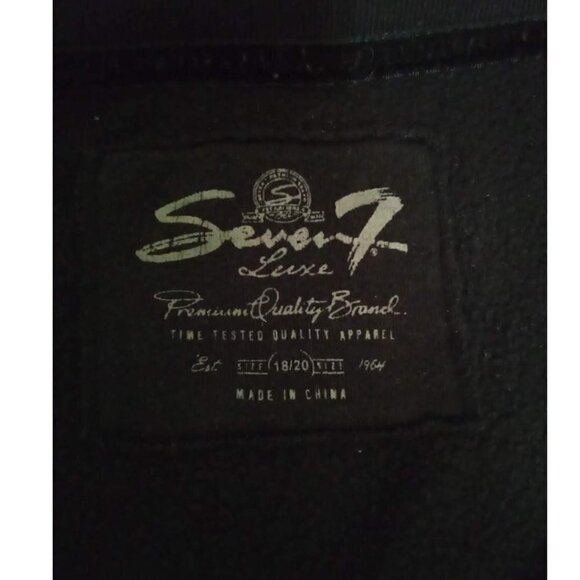 Seven7
Luxe
Premium Quality Brand
TIME TESTED QUALITY APPAREL
Est. SIZE (18/20) SIZE 1964
MADE IN CHINA